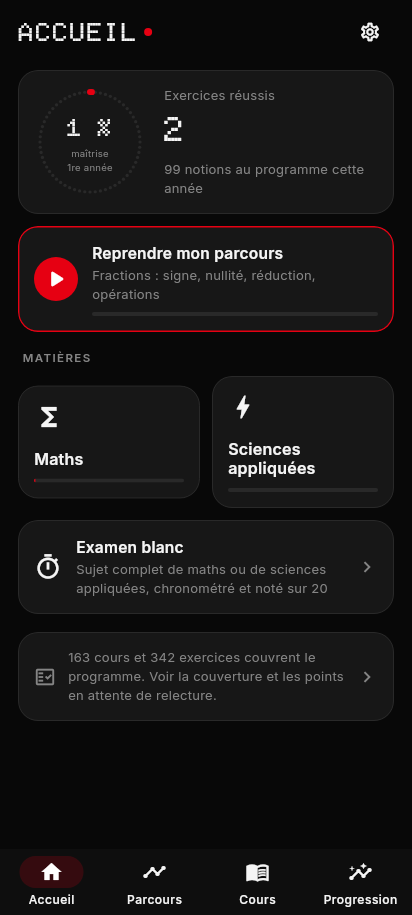 ACCUEIL
1 %
maîtrise
1re année
Exercices réussis
2
99 notions au programme cette
année
Reprendre mon parcours
Fractions : signe, nullité, réduction,
opérations
MATIÈRES
Maths
Sciences
appliquées
Examen blanc
Sujet complet de maths ou de sciences
appliquées, chronométré et noté sur 20
163 cours et 342 exercices couvrent le
programme. Voir la couverture et les points
en attente de relecture.
Accueil
Parcours
Cours
Progression